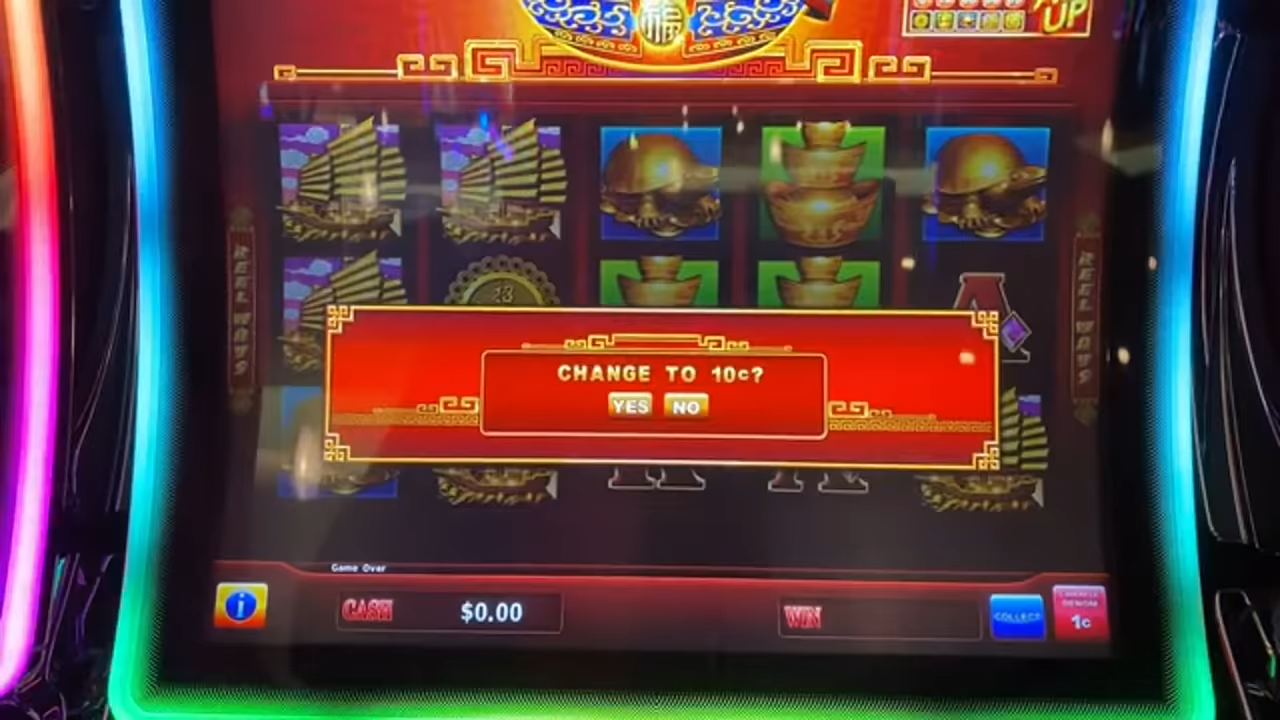 福
UP
13
REEL WAYS
REEL WAYS
A
CHANGE TO 10¢?
YES NO
Game Over
CASH $0.00
WIN
COLLECT
DENOM
1¢